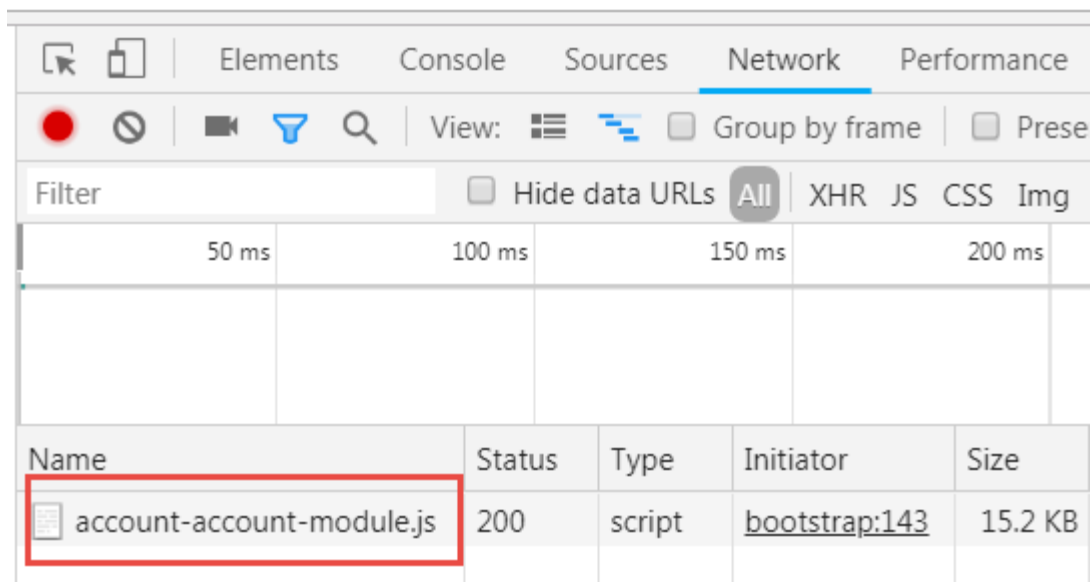 Elements Console Sources Network Performance
View: Group by frame Prese
Filter Hide data URLs All XHR JS CSS Img
50 ms 100 ms 150 ms 200 ms
Name Status Type Initiator Size
account-account-module.js 200 script bootstrap:143 15.2 KB